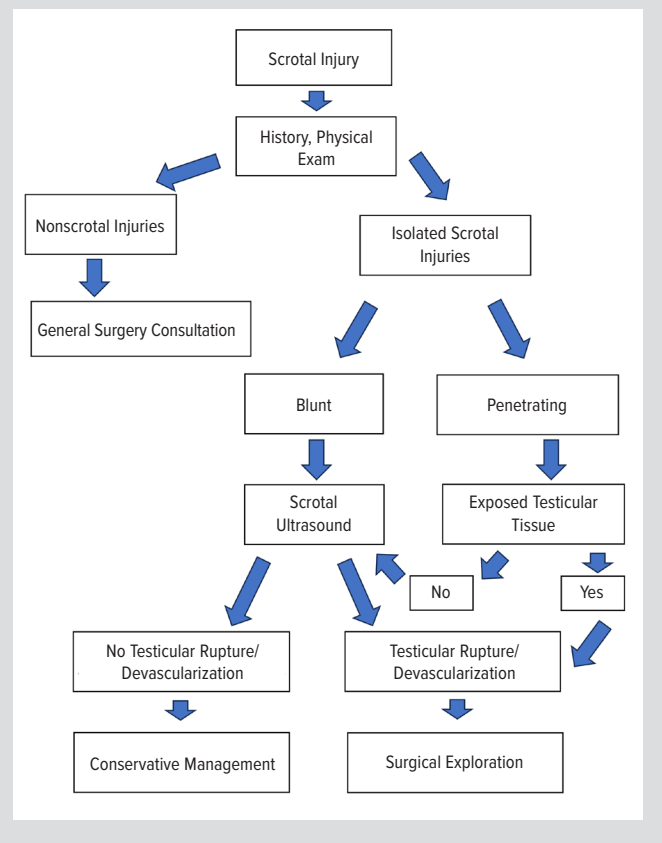 Scrotal Injury
History, Physical
Exam
Nonscrotal Injuries
Isolated Scrotal
Injuries
General Surgery Consultation
Blunt
Penetrating
Scrotal
Ultrasound
Exposed Testicular
Tissue
No
Yes
No Testicular Rupture/
Devascularization
Testicular Rupture/
Devascularization
Conservative Management
Surgical Exploration